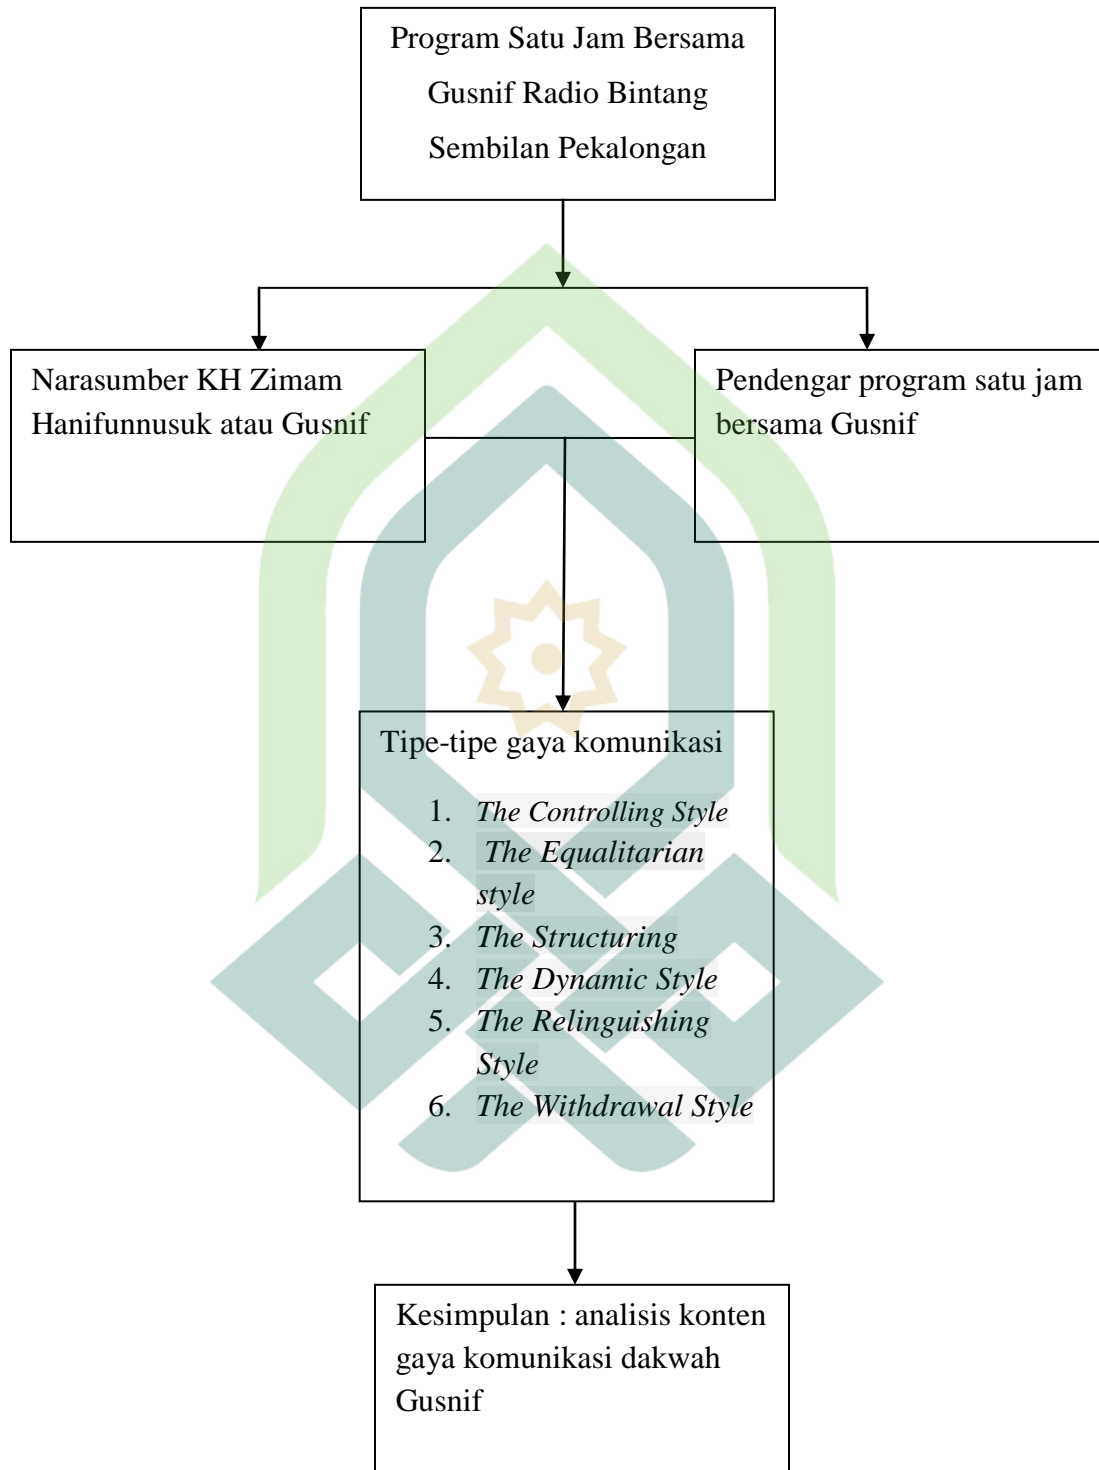 Program Satu Jam Bersama
Gusnif Radio Bintang
Sembilan Pekalongan
Narasumber KH Zimam
Hanifunnusuk atau Gusnif
Pendengar program satu jam
bersama Gusnif
Tipe-tipe gaya komunikasi
1. The Controlling Style
2. The Equalitarian
style
3. The Structuring
4. The Dynamic Style
5. The Relinguishing
Style
6. The Withdrawal Style
Kesimpulan : analisis konten
gaya komunikasi dakwah
Gusnif